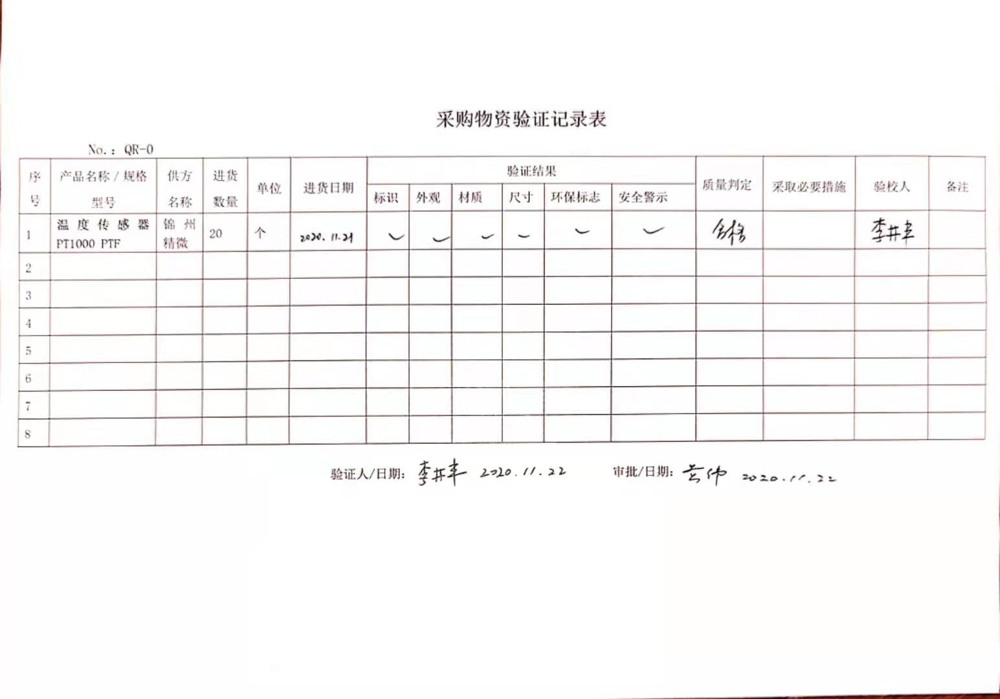 采购物资验证记录表
No.: QR-0
序号 产品名称/规格型号 供方名称 进货数量 单位 进货日期 验证结果 质量判定 采取必要措施 验校人 备注
标识 外观 材质 尺寸 环保标志 安全警示
1 温度传感器 PT1000 PTF 锦州精微 20 个 2020.11.21 ✓ ✓ ✓ ✓ ✓ ✓ 合格 李井丰
2
3
4
5
6
7
8
验证人/日期: 李井丰 2020.11.22 审批/日期: 2020.11.22